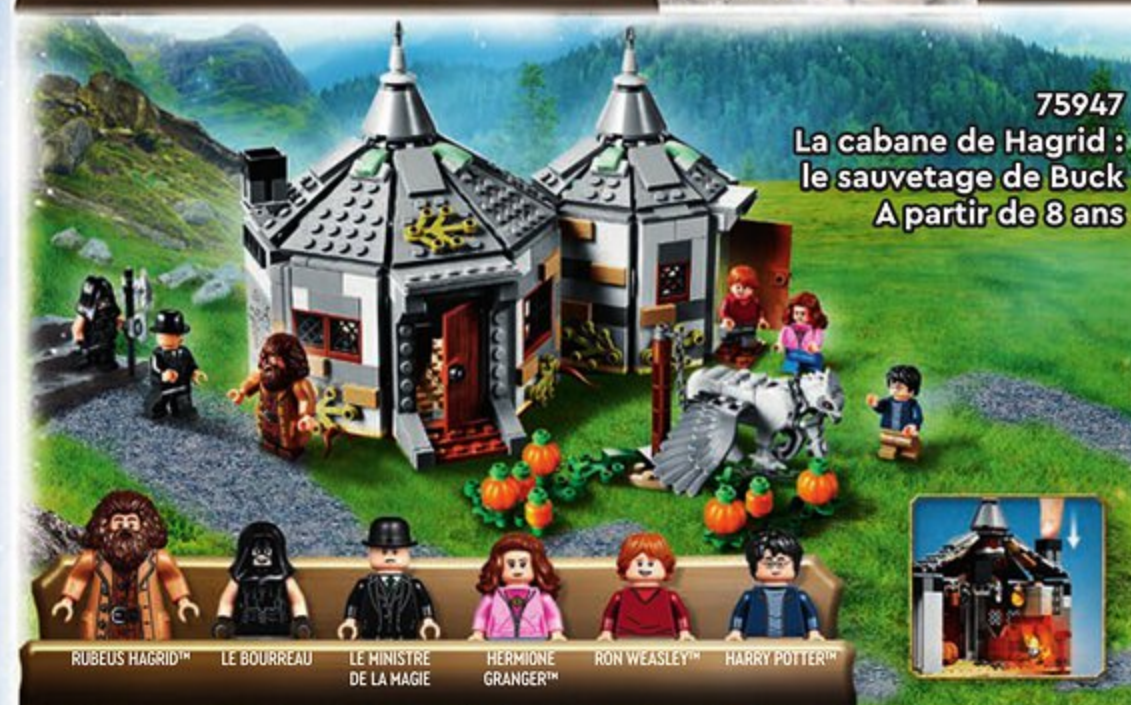 75947
La cabane de Hagrid :
le sauvetage de Buck
A partir de 8 ans
RUBEUS HAGRID™
LE BOURREAU
LE MINISTRE
DE LA MAGIE
HERMIONE
GRANGER™
RON WEASLEY™
HARRY POTTER™